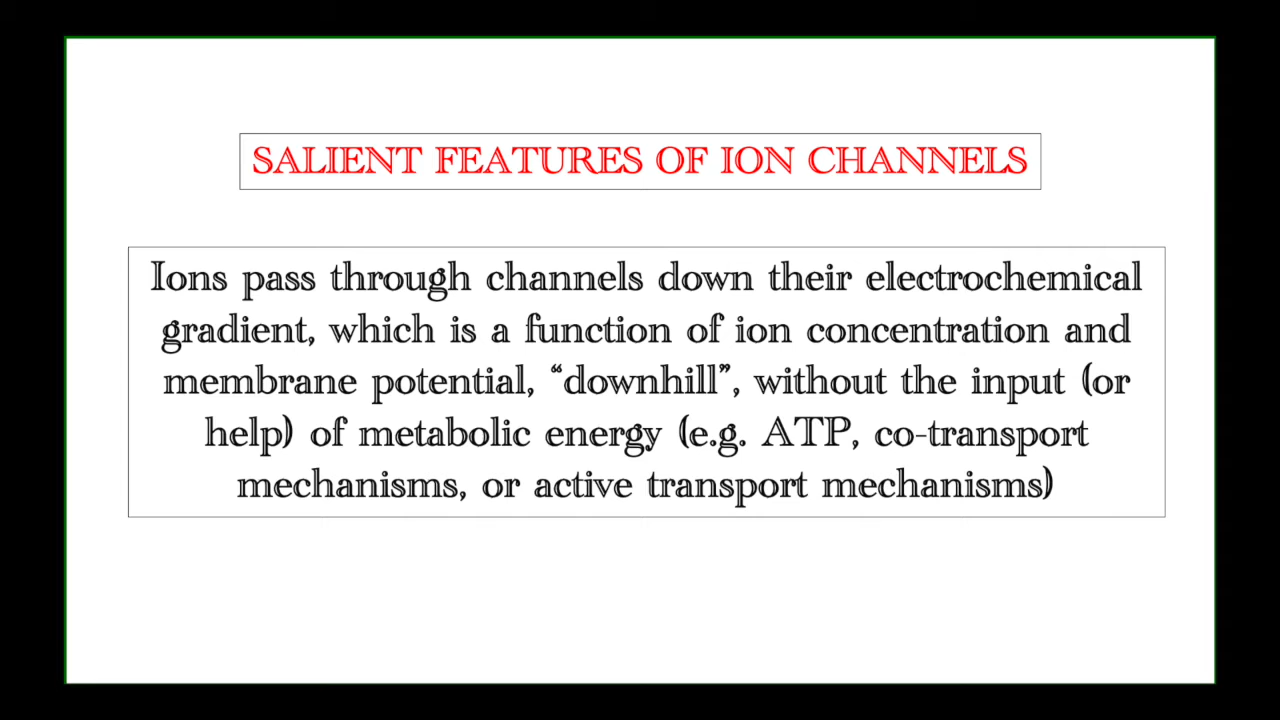 SALIENT FEATURES OF ION CHANNELS
Ions pass through channels down their electrochemical
gradient, which is a function of ion concentration and
membrane potential, “downhill”, without the input (or
help) of metabolic energy (e.g. ATP, co-transport
mechanisms, or active transport mechanisms)